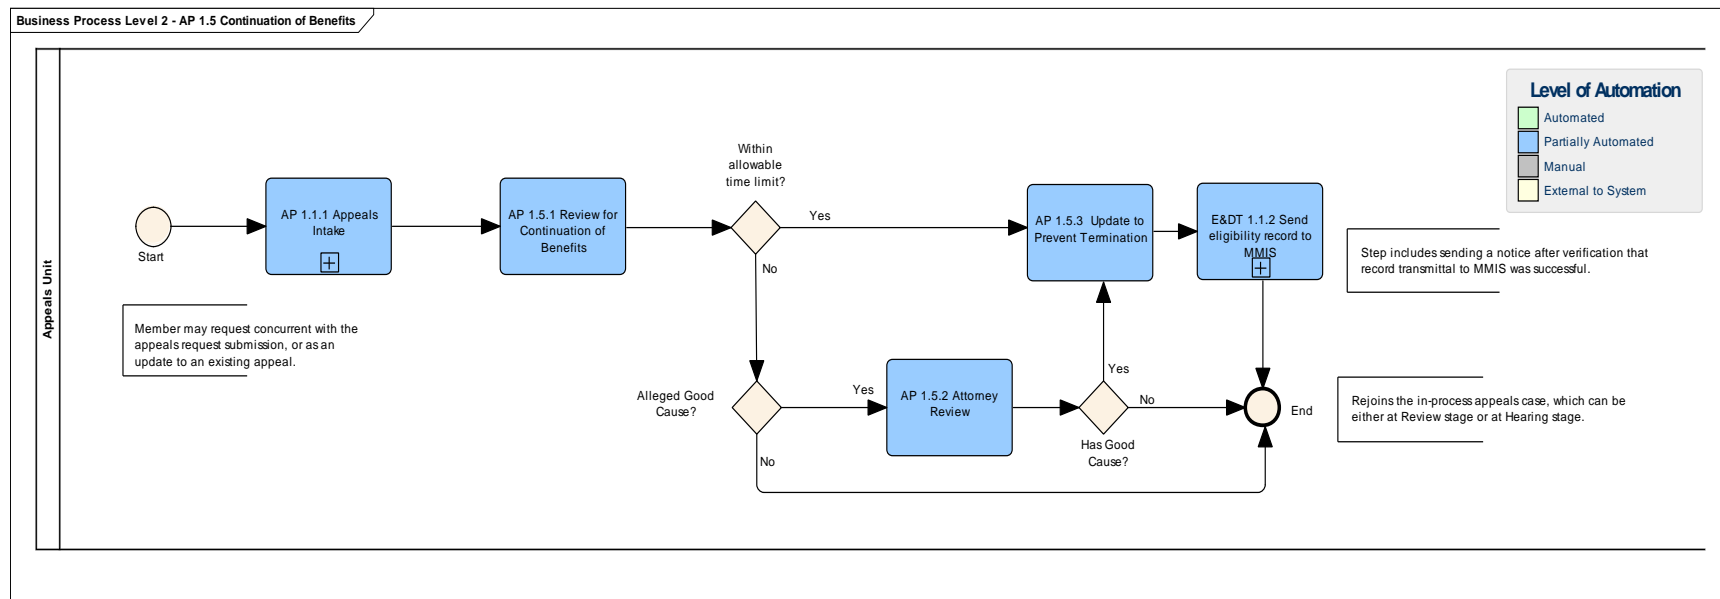 Business Process Level 2 - AP 1.5 Continuation of Benefits
Appeals Unit
Level of Automation
Automated
Partially Automated
Manual
External to System
Start
AP 1.1.1 Appeals
Intake
AP 1.5.1 Review for
Continuation of
Benefits
Within
allowable
time limit?
Yes
No
AP 1.5.3  Update to
Prevent Termination
E&DT 1.1.2 Send
eligibility record to
MMIS
Step includes sending a notice after verification that
record transmittal to MMIS was successful.
Member may request concurrent with the
appeals request submission, or as an
update to an existing appeal.
Alleged Good
Cause?
Yes
No
AP 1.5.2 Attorney
Review
Yes
No
Has Good
Cause?
End
Rejoins the in-process appeals case, which can be
either at Review stage or at Hearing stage.